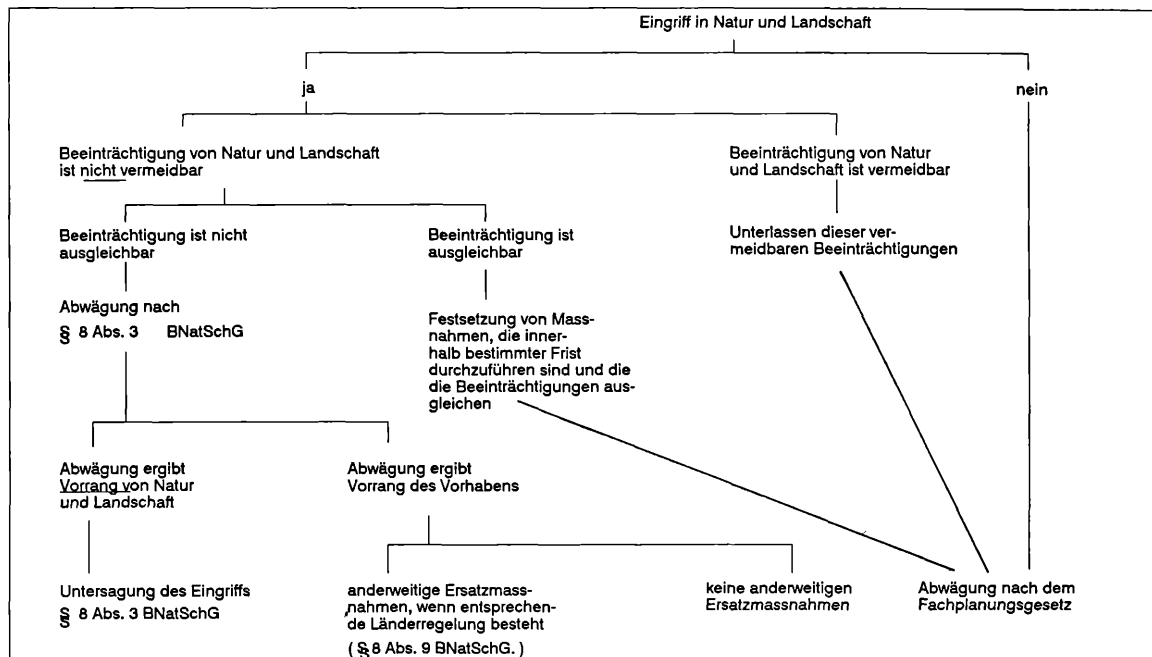 Eingriff in Natur und Landschaft
ja
nein
Beeinträchtigung von Natur und Landschaft
ist nicht vermeidbar
Beeinträchtigung von Natur
und Landschaft ist vermeidbar
Beeinträchtigung ist nicht
ausgleichbar
Beeinträchtigung ist
ausgleichbar
Unterlassen dieser ver-
meidbaren Beeinträchtigungen
Abwägung nach
§ 8 Abs. 3 BNatSchG
Festsetzung von Mass-
nahmen, die inner-
halb bestimmter Frist
durchzuführen sind und die
die Beeinträchtigungen aus-
gleichen
Abwägung ergibt
Vorrang von Natur
und Landschaft
Abwägung ergibt
Vorrang des Vorhabens
Untersagung des Eingriffs
§ 8 Abs. 3 BNatSchG
anderweitige Ersatzmass-
nahmen, wenn entsprechen-
de Länderregelung besteht
( § 8 Abs. 9 BNatSchG. )
keine anderweitigen
Ersatzmassnahmen
Abwägung nach dem
Fachplanungsgesetz